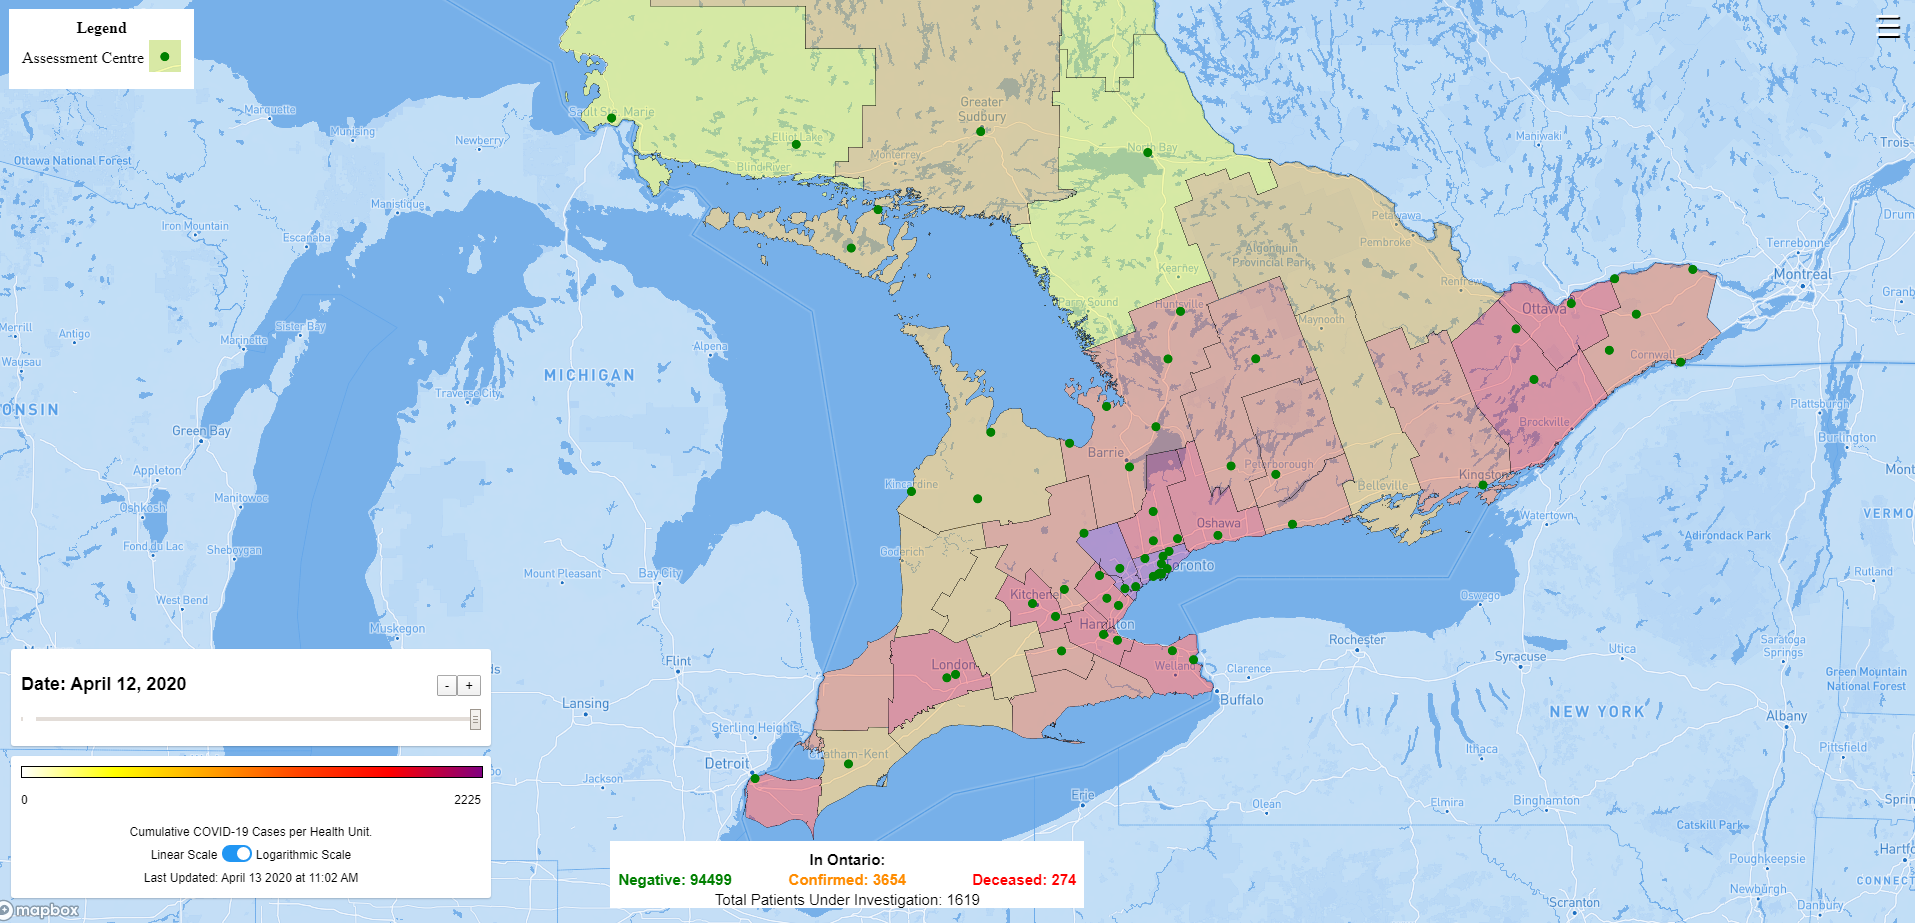 Legend
Assessment Centre
Marquette
Munising
Newberry
Sault Ste. Marie
Elliot Lake
Blind River
Greater
Sudbury
Monterrey
North Bay
Maniwaki
Trois-
Ottawa National Forest
Manistique
Iron Mountain
Escanaba
Petawawa
Pembroke
Algonquin
Provincial Park
Kearney
Renfrew
Drum
Terrebonne
Montreal
Granb
Parry Sound
Huntsville
Maynooth
Ottawa
Cornwall
Merrill
Antigo
Wausau
Sister Bay
Marinette
Alpena
MICHIGAN
Traverse City
ONSIN
Green Bay
Plattsburgh
Burlington
Brockville
Barrie
Peterborough
Kingston
Belleville
Mont
Appleton
Oshkosh
Manitowoc
Kincardine
Fond du Lac
Sheboygan
Goderich
Oshawa
Watertown
VERMO
Adirondack Park
Mount Pleasant
Bay City
oronto
Rutland
West Bend
Kitchener
Oswego
Muskegon
Hamilton
Rochester
Syracuse
Utica
Saratoga
Springs
Flint
London
Welland
Clarence
Green Mountain
National Forest
ds
Date: April 12, 2020
-
+
Lansing
Buffalo
NEW YORK
Albany
Sterling Heights
Ithaca
Pittsfield
Detroit
atham-Kent
Jackson
oo
0
2225
Erie
Olean
Elmira
Binghamton
Sprin
Catskill Park
Cumulative COVID-19 Cases per Health Unit.
Linear Scale
Logarithmic Scale
Last Updated: April 13 2020 at 11:02 AM
In Ontario:
Negative: 94499
Confirmed: 3654
Deceased: 274
Total Patients Under Investigation: 1619
Poughkeepsie
Hartfo
CONNECT
Newburgh
Danbury
Scranton
mapbox